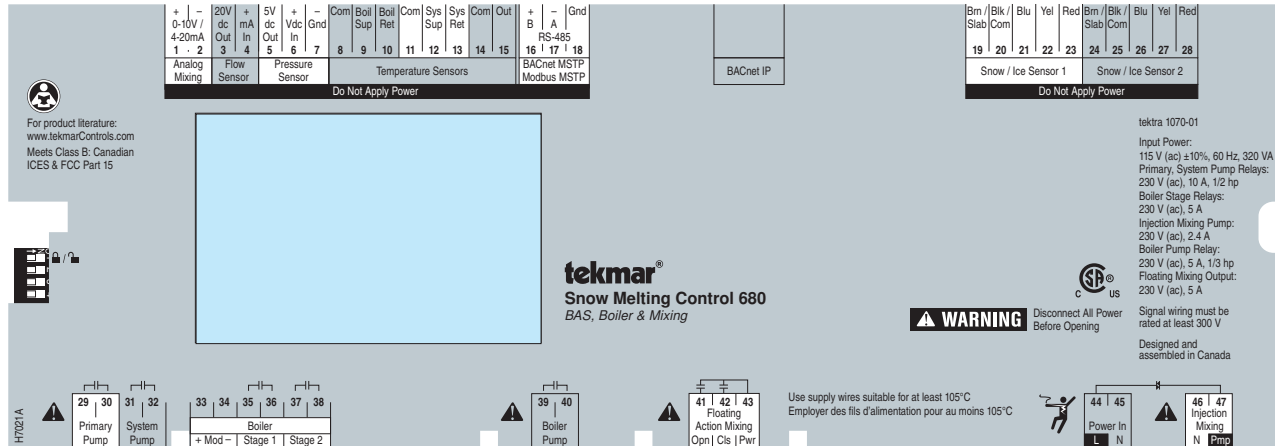 + – 20V + 5V + – Com Boil Boil Com Sys Sys Com Out + – Gnd
0-10V / dc mA dc Vdc Gnd Sup Ret Sup Ret B A
4-20mA Out In Out In RS-485
1 · 2 3 4 5 6 7 8 9 10 11 12 13 14 15 16 17 18
Analog Flow Pressure Temperature Sensors BACnet MSTP
Mixing Sensor Sensor Modbus MSTP
Do Not Apply Power
BACnet IP
Brn / Blk / Blu Yel Red Brn / Blk / Blu Yel Red
Slab Com Slab Com
19 20 21 22 23 24 25 26 27 28
Snow / Ice Sensor 1 Snow / Ice Sensor 2
Do Not Apply Power
For product literature:
www.tekmarControls.com
Meets Class B: Canadian
ICES & FCC Part 15
tektra 1070-01
Input Power:
115 V (ac) ±10%, 60 Hz, 320 VA
Primary, System Pump Relays:
230 V (ac), 10 A, 1/2 hp
Boiler Stage Relays:
230 V (ac), 5 A
Injection Mixing Pump:
230 V (ac), 2.4 A
Boiler Pump Relay:
230 V (ac), 5 A, 1/3 hp
Floating Mixing Output:
230 V (ac), 5 A
Signal wiring must be
rated at least 300 V
Designed and
assembled in Canada
tekmar®
Snow Melting Control 680
BAS, Boiler & Mixing
C SA ® US
WARNING
Disconnect All Power
Before Opening
H7021A
29 30 31 32 33 34 35 36 37 38
Primary System Boiler
Pump Pump + Mod – Stage 1 Stage 2
39 40
Boiler
Pump
41 42 43
Floating
Action Mixing
Opn Cls Pwr
Use supply wires suitable for at least 105°C
Employer des fils d'alimentation pour au moins 105°C
44 45
Power In
L N
46 47
Injection
Mixing
N Pmp